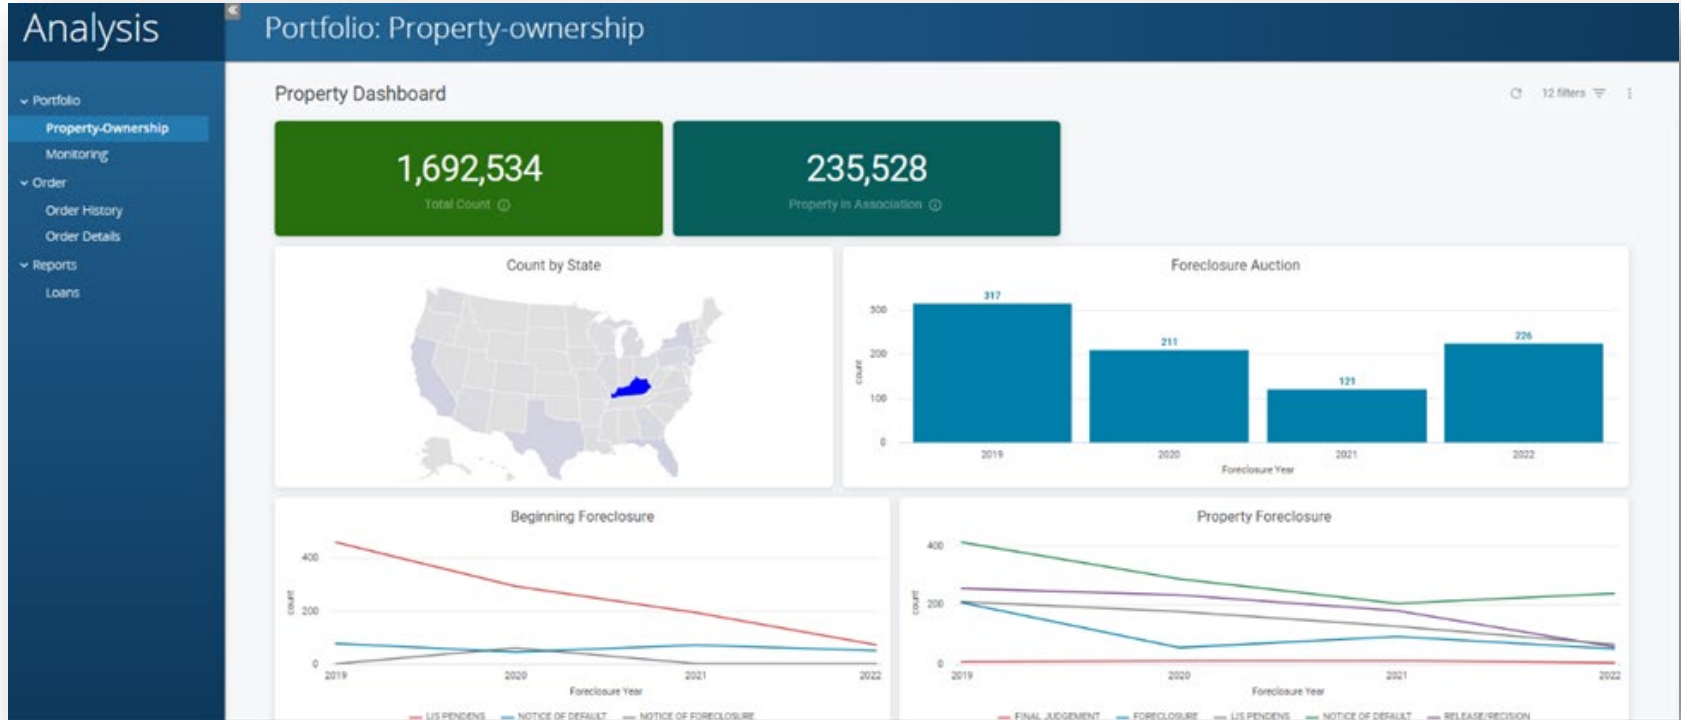 Analysis
Portfolio: Property-ownership
Portfolio
Property-Ownership
Monitoring
Order
Order History
Order Details
Reports
Loans
Property Dashboard
12 filters
1,692,534
Total Count
235,528
Property in Association
Count by State
Foreclosure Auction
count
300
200
100
0
317
211
121
226
2019 2020 2021 2022
Foreclosure Year
Beginning Foreclosure
count
400
200
0
2019 2020 2021 2022
Foreclosure Year
LIS PENDENS NOTICE OF DEFAULT NOTICE OF FORECLOSURE
Property Foreclosure
count
400
200
0
2019 2020 2021 2022
Foreclosure Year
FINAL JUDGEMENT FORECLOSURE LIS PENDENS NOTICE OF DEFAULT RELEASE/RECISION